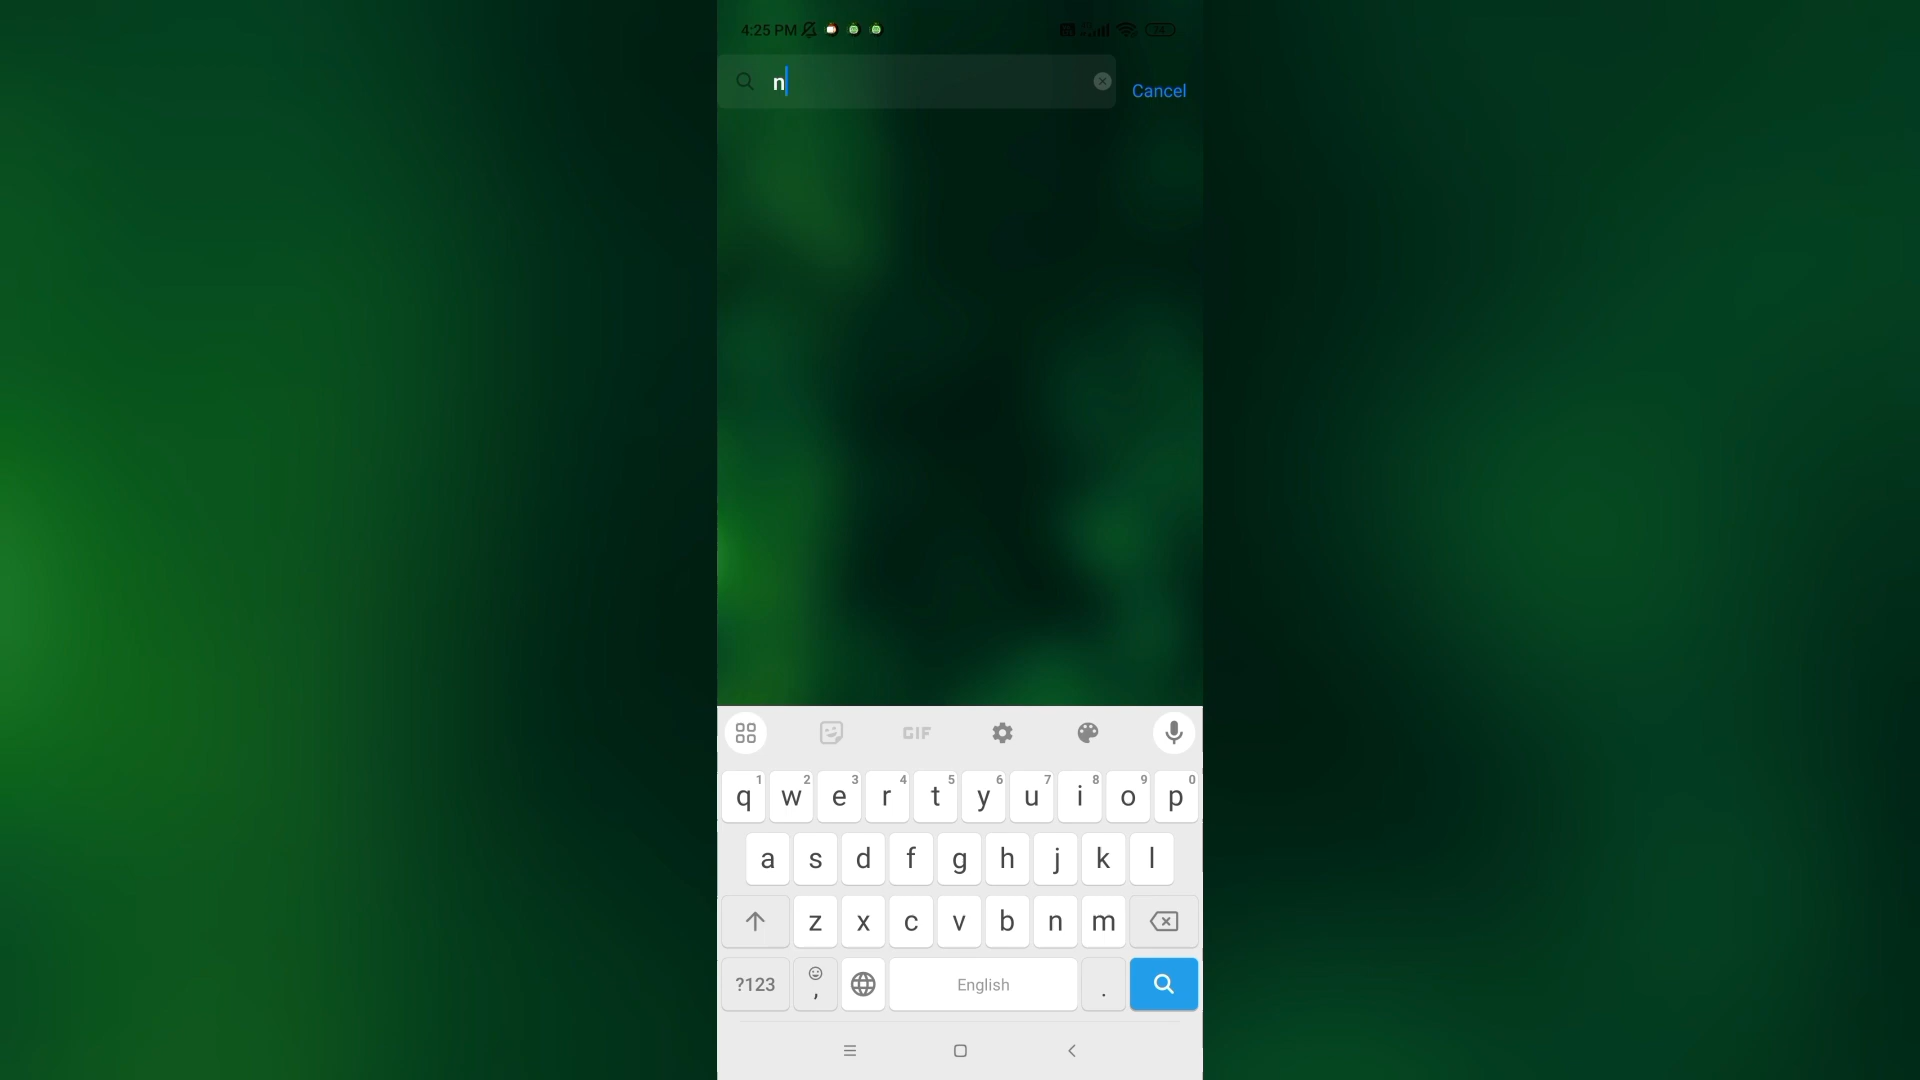 4:25 PM
n
Cancel
GIF
1 2 3 4 5 6 7 8 9 0
q w e r t y u i o p
a s d f g h j k l
z x c v b n m
?123 , English .